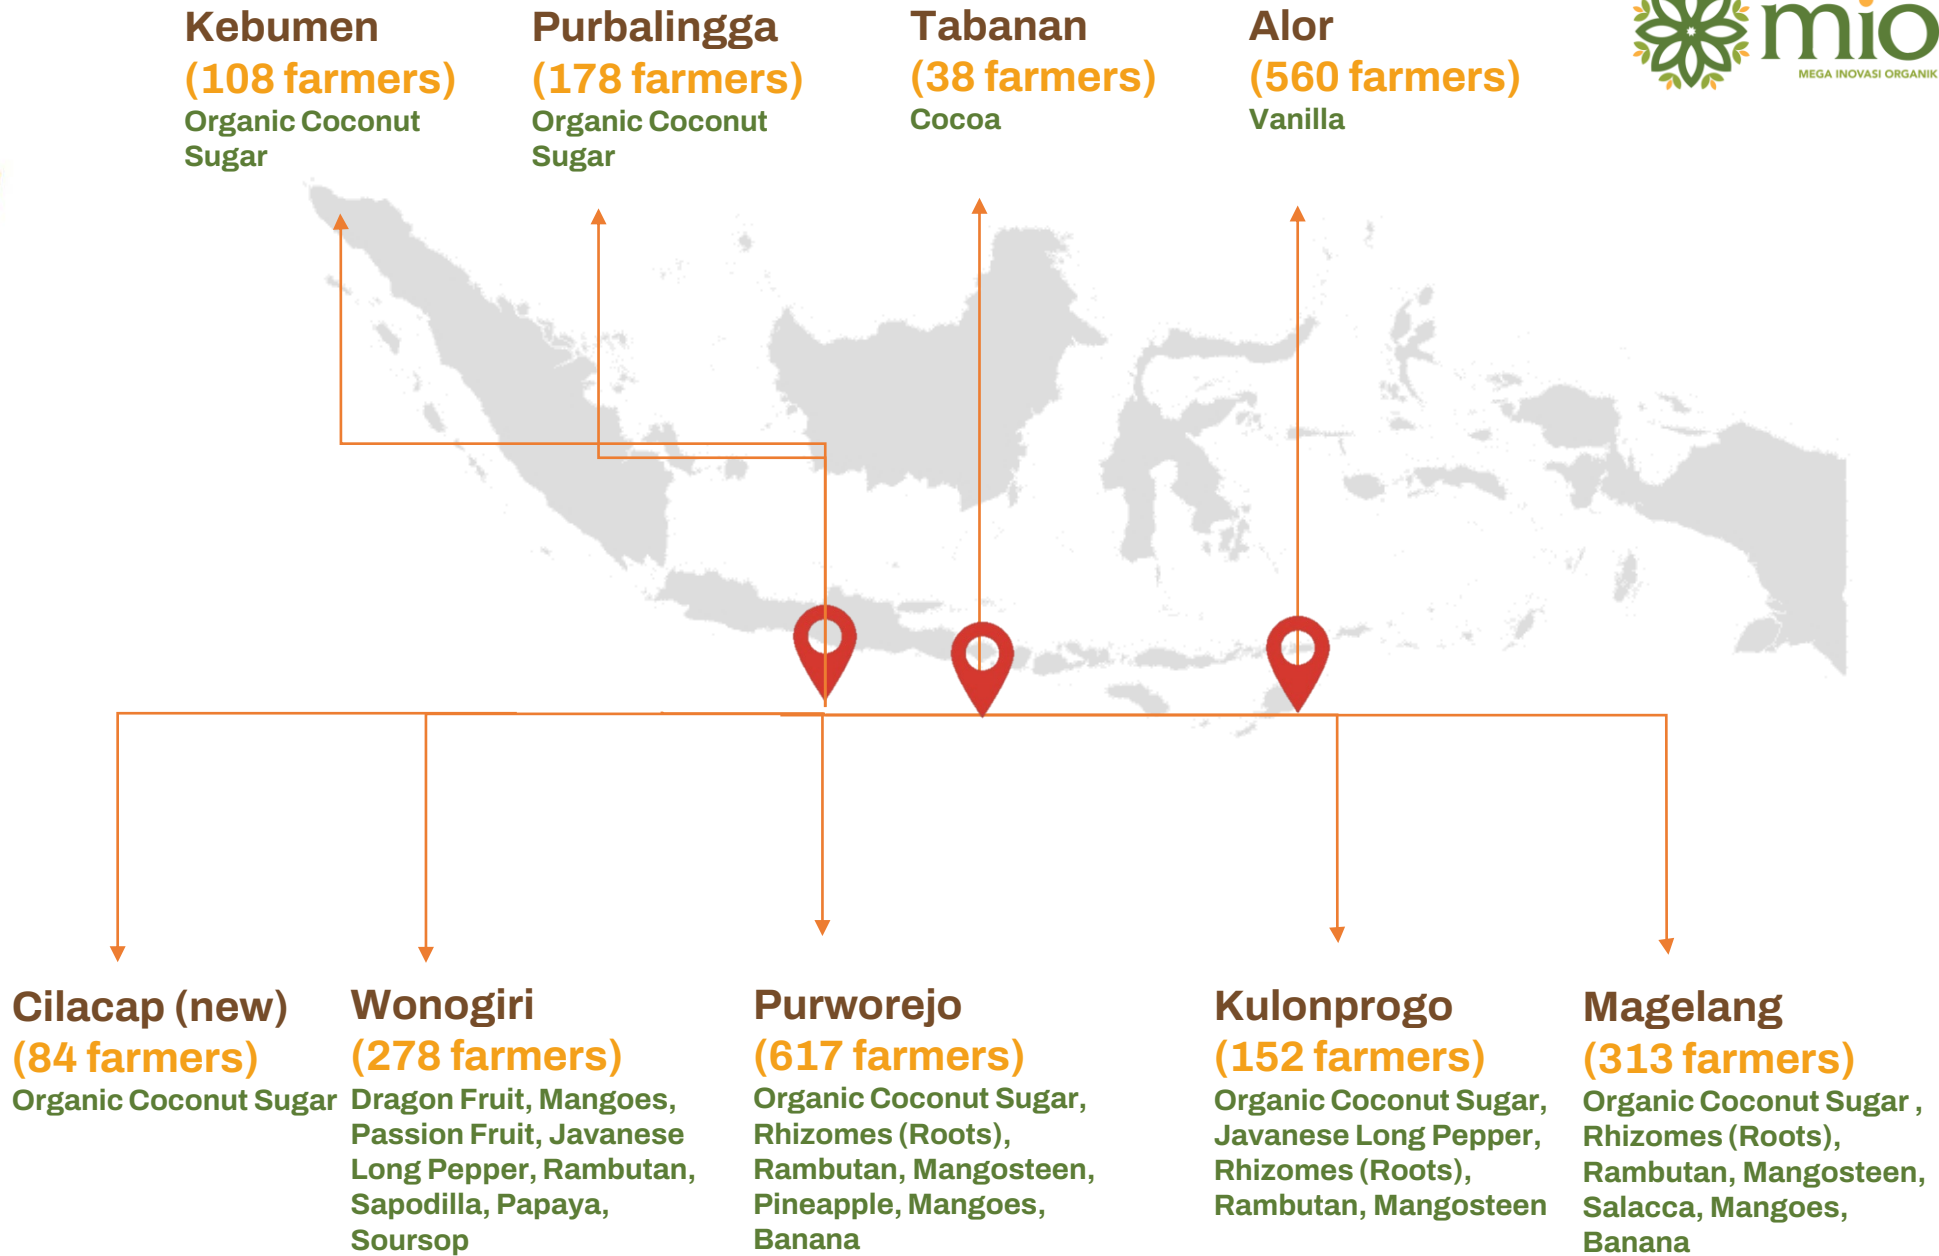 Kebumen
(108 farmers)
Organic Coconut
Sugar
Purbalingga
(178 farmers)
Organic Coconut
Sugar
Tabanan
(38 farmers)
Cocoa
Alor
(560 farmers)
Vanilla
mio
MEGA INOVASI ORGANIK
Cilacap (new)
(84 farmers)
Organic Coconut Sugar
Wonogiri
(278 farmers)
Dragon Fruit, Mangoes,
Passion Fruit, Javanese
Long Pepper, Rambutan,
Sapodilla, Papaya,
Soursop
Purworejo
(617 farmers)
Organic Coconut Sugar,
Rhizomes (Roots),
Rambutan, Mangosteen,
Pineapple, Mangoes,
Banana
Kulonprogo
(152 farmers)
Organic Coconut Sugar,
Javanese Long Pepper,
Rhizomes (Roots),
Rambutan, Mangosteen
Magelang
(313 farmers)
Organic Coconut Sugar ,
Rhizomes (Roots),
Rambutan, Mangosteen,
Salacca, Mangoes,
Banana